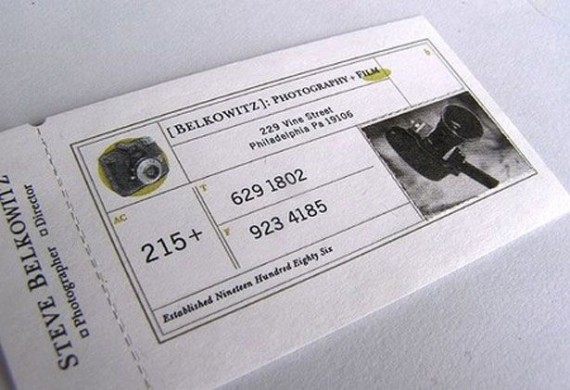 STEVE BELKOWITZ
Photographer Director
[BELKOWITZ]: PHOTOGRAPHY + FILM
229 Vine Street
Philadelphia Pa 19106
AC
215+
T
629 1802
F
923 4185
Established Nineteen Hundred Eighty Six